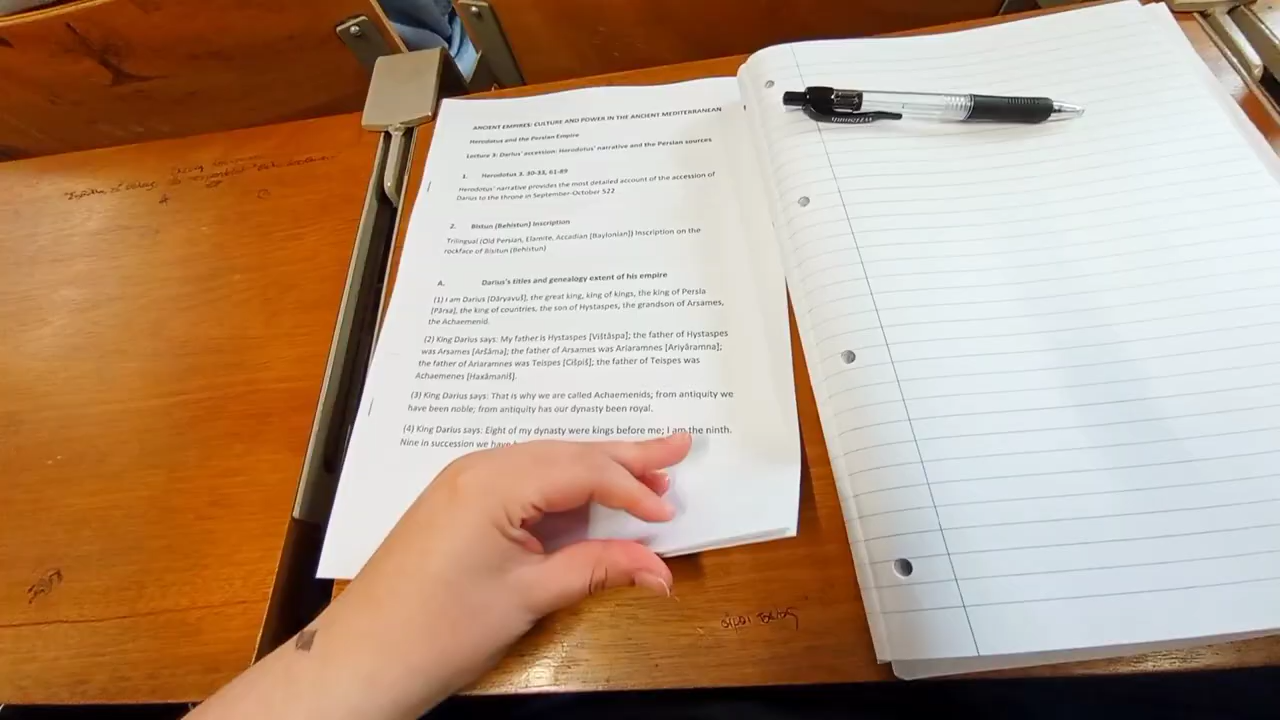 ANCIENT EMPIRES: CULTURE AND POWER IN THE ANCIENT MEDITERRANEAN
Herodotus and the Persian Empire
Lecture 3: Darius' accession: Herodotus' narrative and the Persian sources
1. Herodotus 3. 30-33, 61-89
Herodotus' narrative provides the most detailed account of the accession of
Darius to the throne in September-October 522
2. Bistun (Behistun) Inscription
Trilingual (Old Persian, Elamite, Accadian [Baylonian]) Inscription on the
rockface of Bisitun (Behistun)
A. Darius's titles and genealogy extent of his empire
(1) I am Darius [Dâryavuš], the great king, king of kings, the king of Persia
[Pârsa], the king of countries, the son of Hystaspes, the grandson of Arsames,
the Achaemenid.
(2) King Darius says: My father is Hystaspes [Vištâspa]; the father of Hystaspes
was Arsames [Aršâma]; the father of Arsames was Ariaramnes [Ariyâramna];
the father of Ariaramnes was Teispes [Cišpiš]; the father of Teispes was
Achaemenes [Haxâmaniš].
(3) King Darius says: That is why we are called Achaemenids; from antiquity we
have been noble; from antiquity has our dynasty been royal.
(4) King Darius says: Eight of my dynasty were kings before me; I am the ninth.
Nine in succession we have